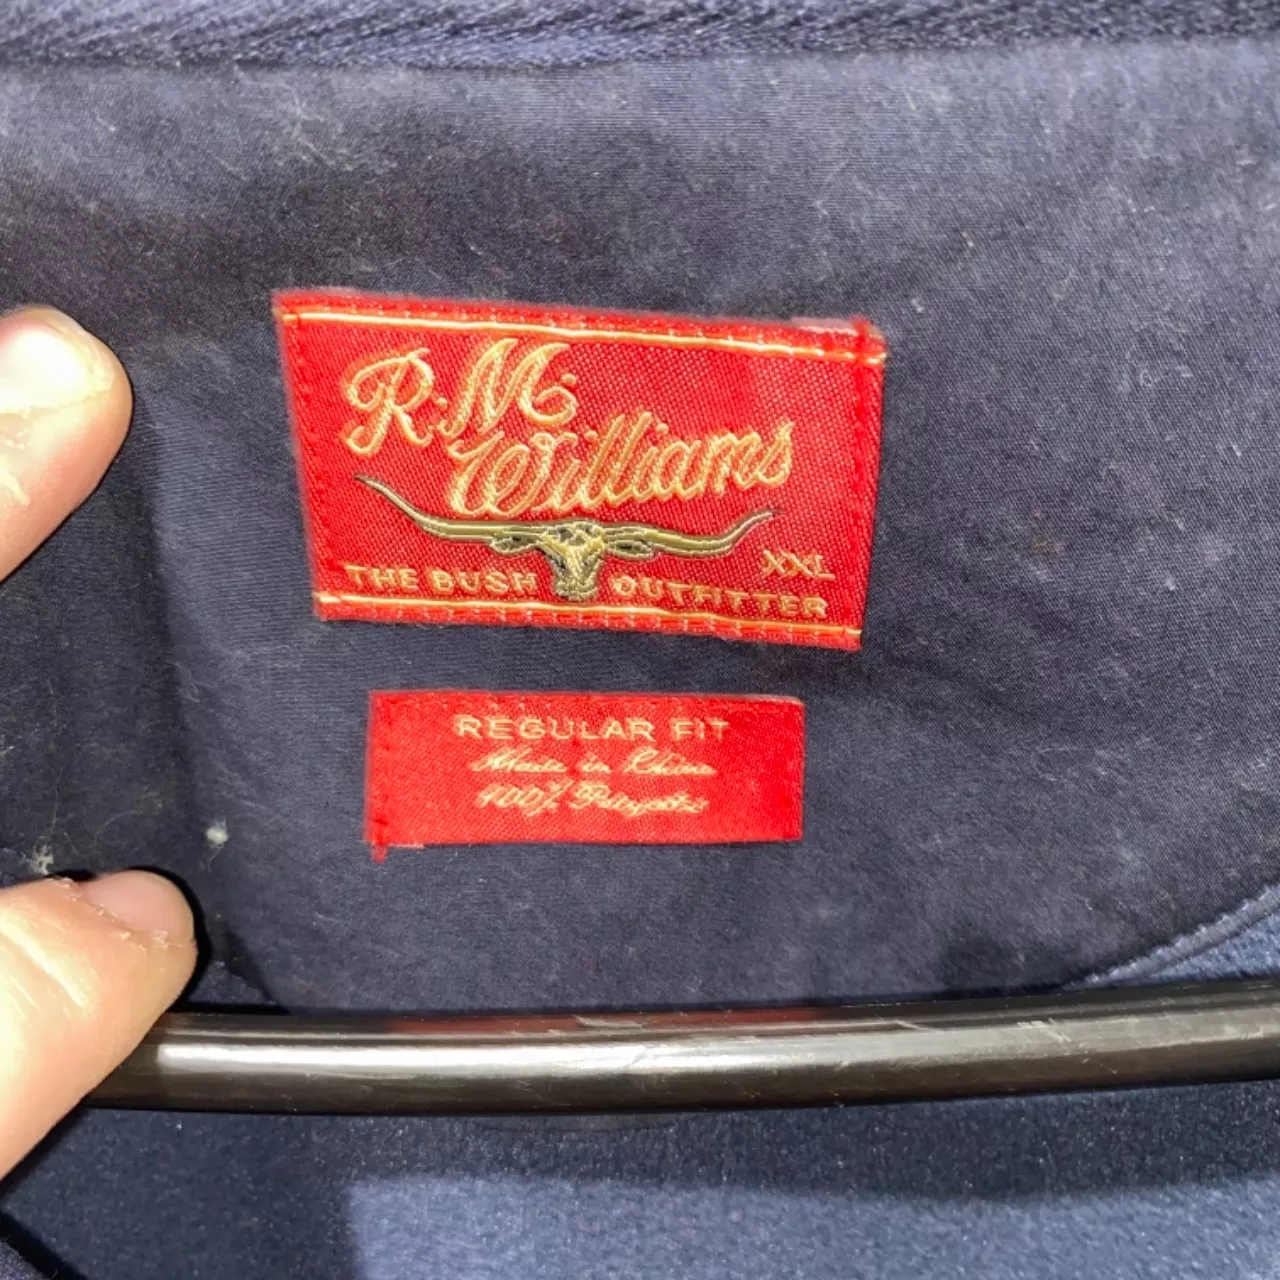 R.M.
Williams
XXL
THE BUSH OUTFITTER
REGULAR FIT
Made in China
100% Polyester